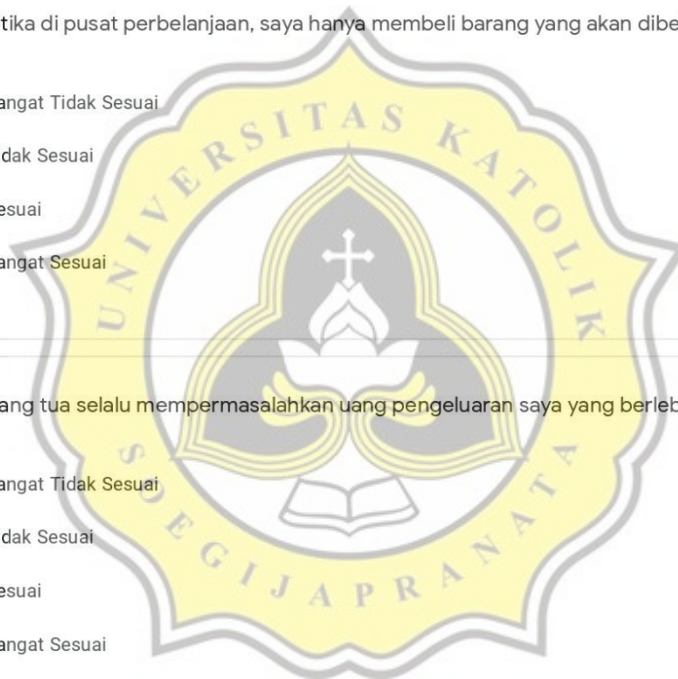 tika di pusat perbelanjaan, saya hanya membeli barang yang akan dibe
angat Tidak Sesuai
dak Sesuai
esuai
angat Sesuai
UNIVERSITAS KATOLIK
ang tua selalu mempermasalahkan uang pengeluaran saya yang berleb
angat Tidak Sesuai
dak Sesuai
esuai
angat Sesuai
SOEGIJAPRANATA